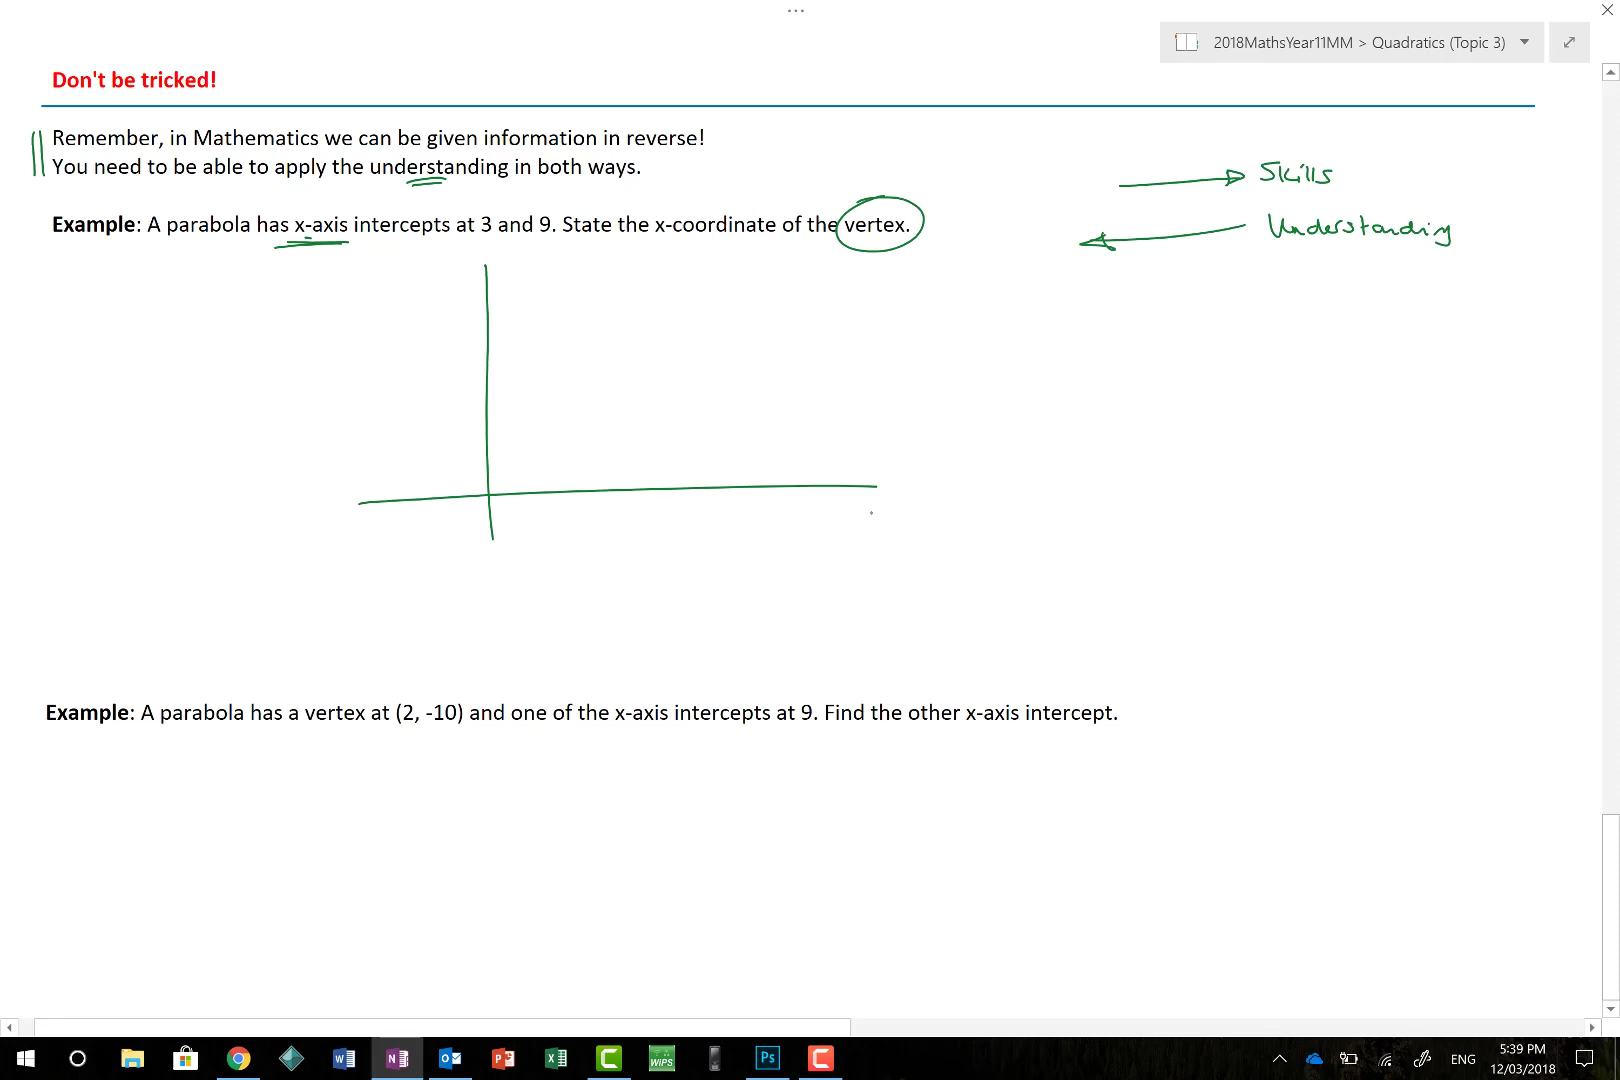 2018MathsYear11MM > Quadratics (Topic 3)
Don't be tricked!
Remember, in Mathematics we can be given information in reverse!
You need to be able to apply the understanding in both ways.
Skills
Understanding
Example: A parabola has x-axis intercepts at 3 and 9. State the x-coordinate of the vertex.
Example: A parabola has a vertex at (2, -10) and one of the x-axis intercepts at 9. Find the other x-axis intercept.
WIPS
Ps
ENG
5:39 PM
12/03/2018